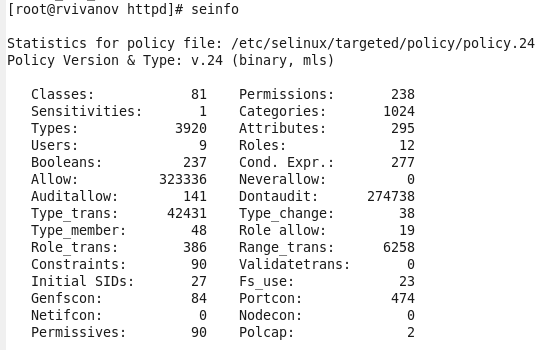 [root@rvivanov httpd]# seinfo
Statistics for policy file: /etc/selinux/targeted/policy/policy.24
Policy Version & Type: v.24 (binary, mls)
Classes: 81 Permissions: 238
Sensitivities: 1 Categories: 1024
Types: 3920 Attributes: 295
Users: 9 Roles: 12
Booleans: 237 Cond. Expr.: 277
Allow: 323336 Neverallow: 0
Auditallow: 141 Dontaudit: 274738
Type_trans: 42431 Type_change: 38
Type_member: 48 Role allow: 19
Role_trans: 386 Range_trans: 6258
Constraints: 90 Validatetrans: 0
Initial SIDs: 27 Fs_use: 23
Genfscon: 84 Portcon: 474
Netifcon: 0 Nodecon: 0
Permissives: 90 Polcap: 2